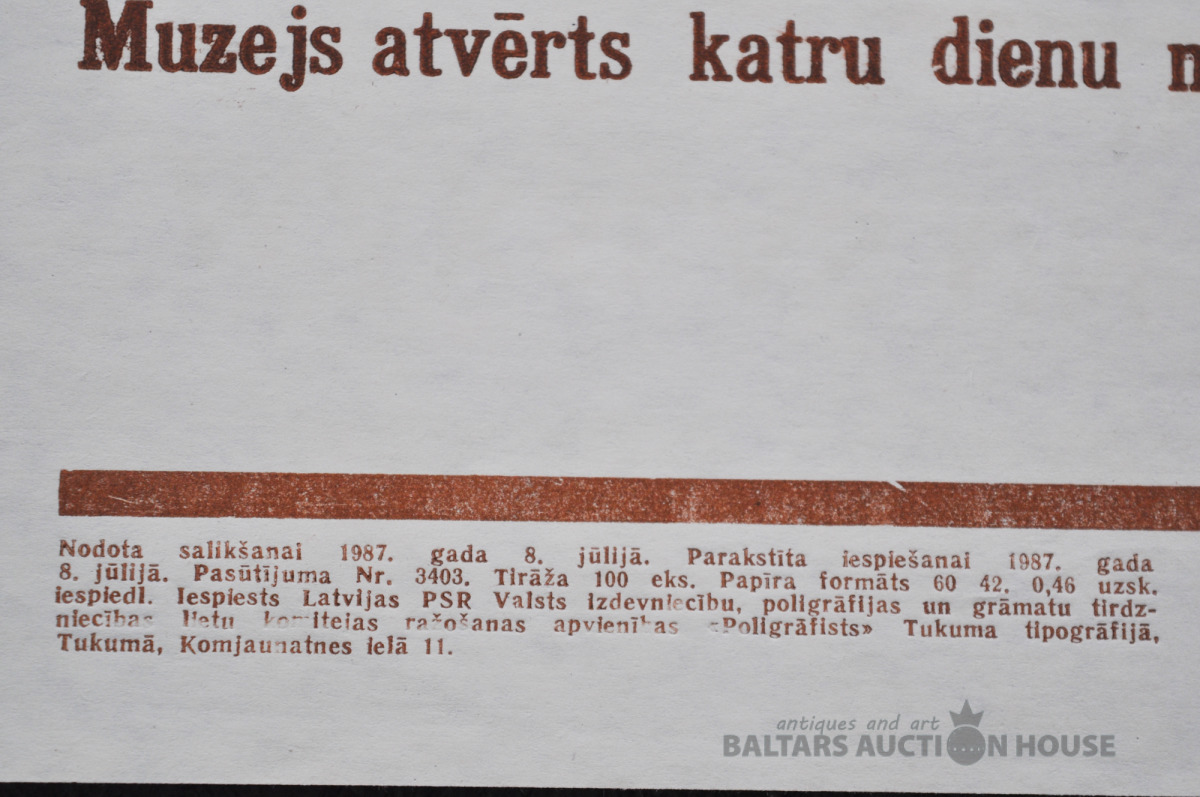 Muzejs atvērts katru dienu
Nodota salikšanai 1987. gada 8. jūlijā. Parakstīta iespiešanai 1987. gada
8. jūlijā. Pasūtījuma Nr. 3403. Tirāža 100 eks. Papīra formāts 60 42. 0,46 uzsk.
iespiedl. Iespiests Latvijas PSR Valsts izdevniecību, poligrāfijas un grāmatu tirdz-
niecības lietu komitejas ražošanas apvienības «Poligrāfists» Tukuma tipogrāfijā,
Tukumā, Komjaunatnes ielā 11.
antiques and art
BALTARS AUCTION HOUSE